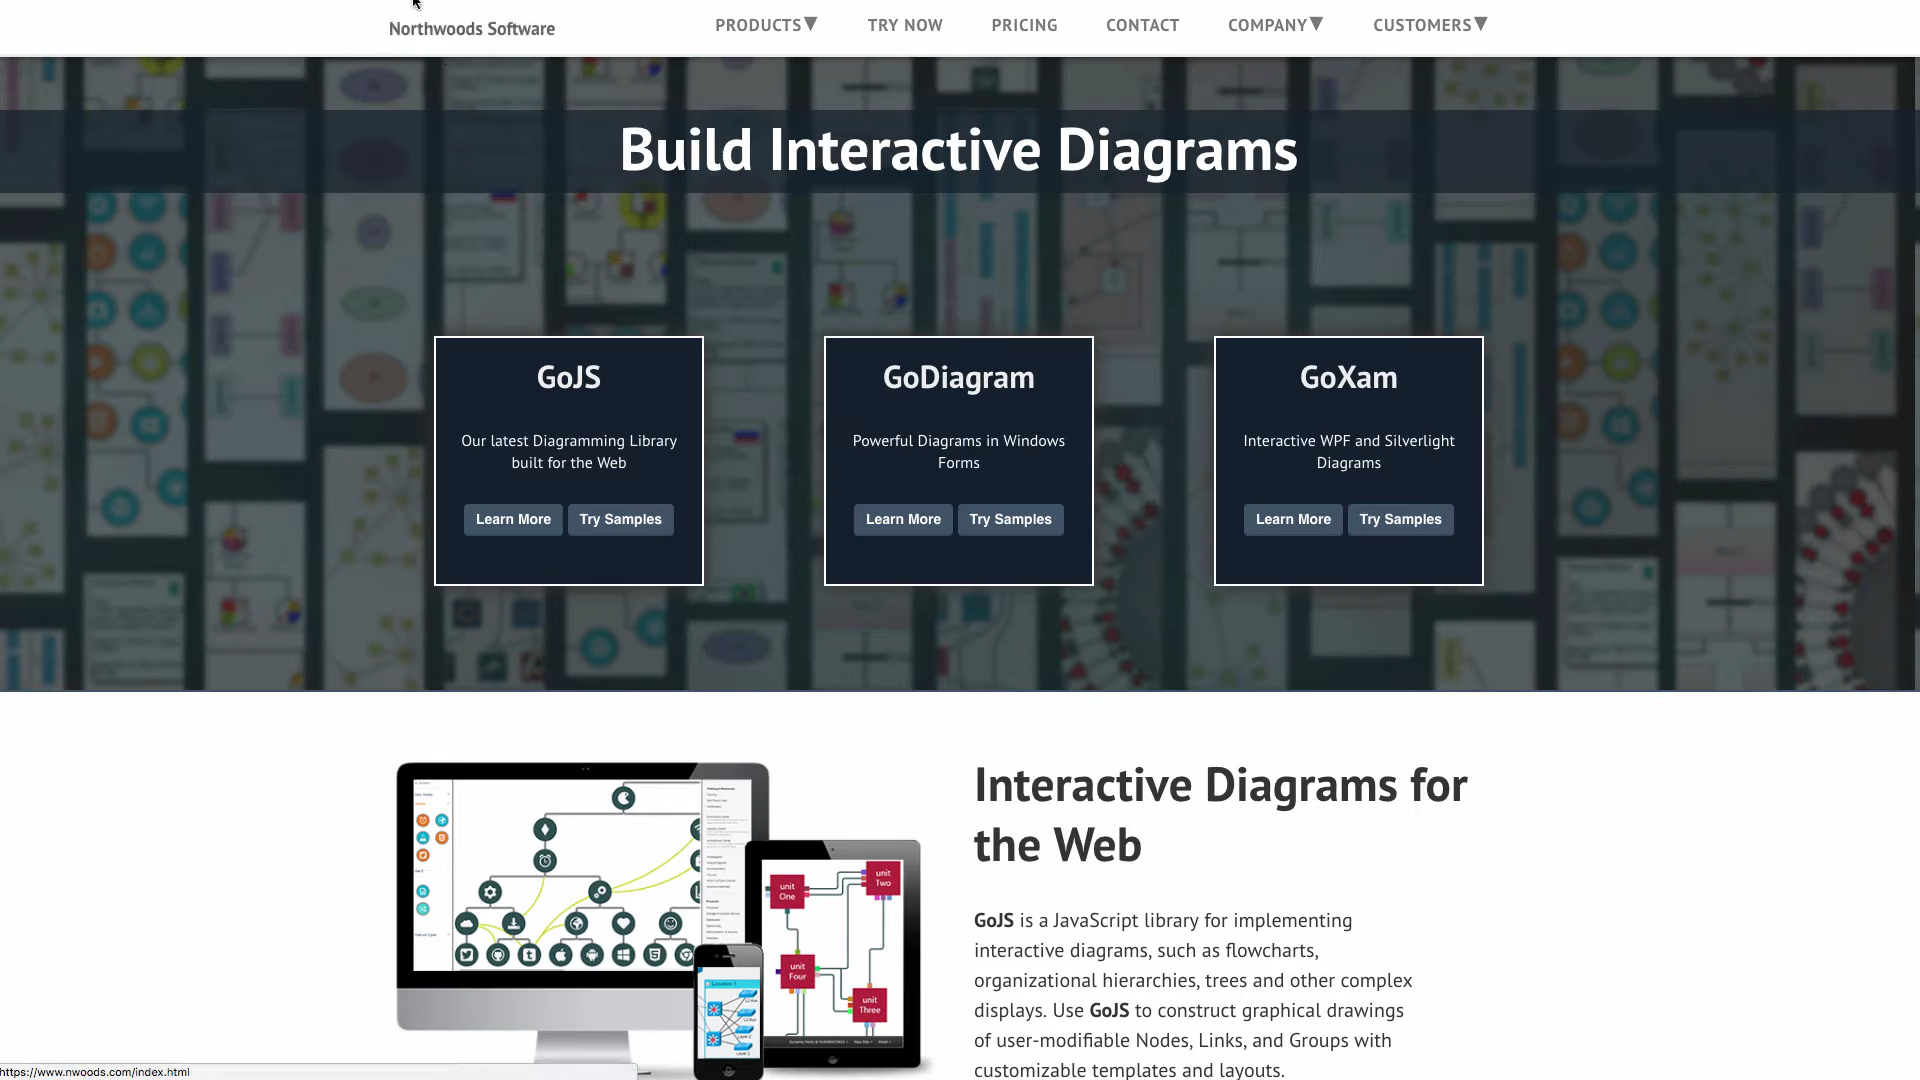 Northwoods Software
PRODUCTS▼ TRY NOW PRICING CONTACT COMPANY▼ CUSTOMERS▼
Build Interactive Diagrams
GoJS
Our latest Diagramming Library
built for the Web
Learn More Try Samples
GoDiagram
Powerful Diagrams in Windows
Forms
Learn More Try Samples
GoXam
Interactive WPF and Silverlight
Diagrams
Learn More Try Samples
unit
One
unit
Two
unit
Four
unit
Three
Location 1
Interactive Diagrams for
the Web
GoJS is a JavaScript library for implementing
interactive diagrams, such as flowcharts,
organizational hierarchies, trees and other complex
displays. Use GoJS to construct graphical drawings
of user-modifiable Nodes, Links, and Groups with
customizable templates and layouts.
https://www.nwoods.com/index.html